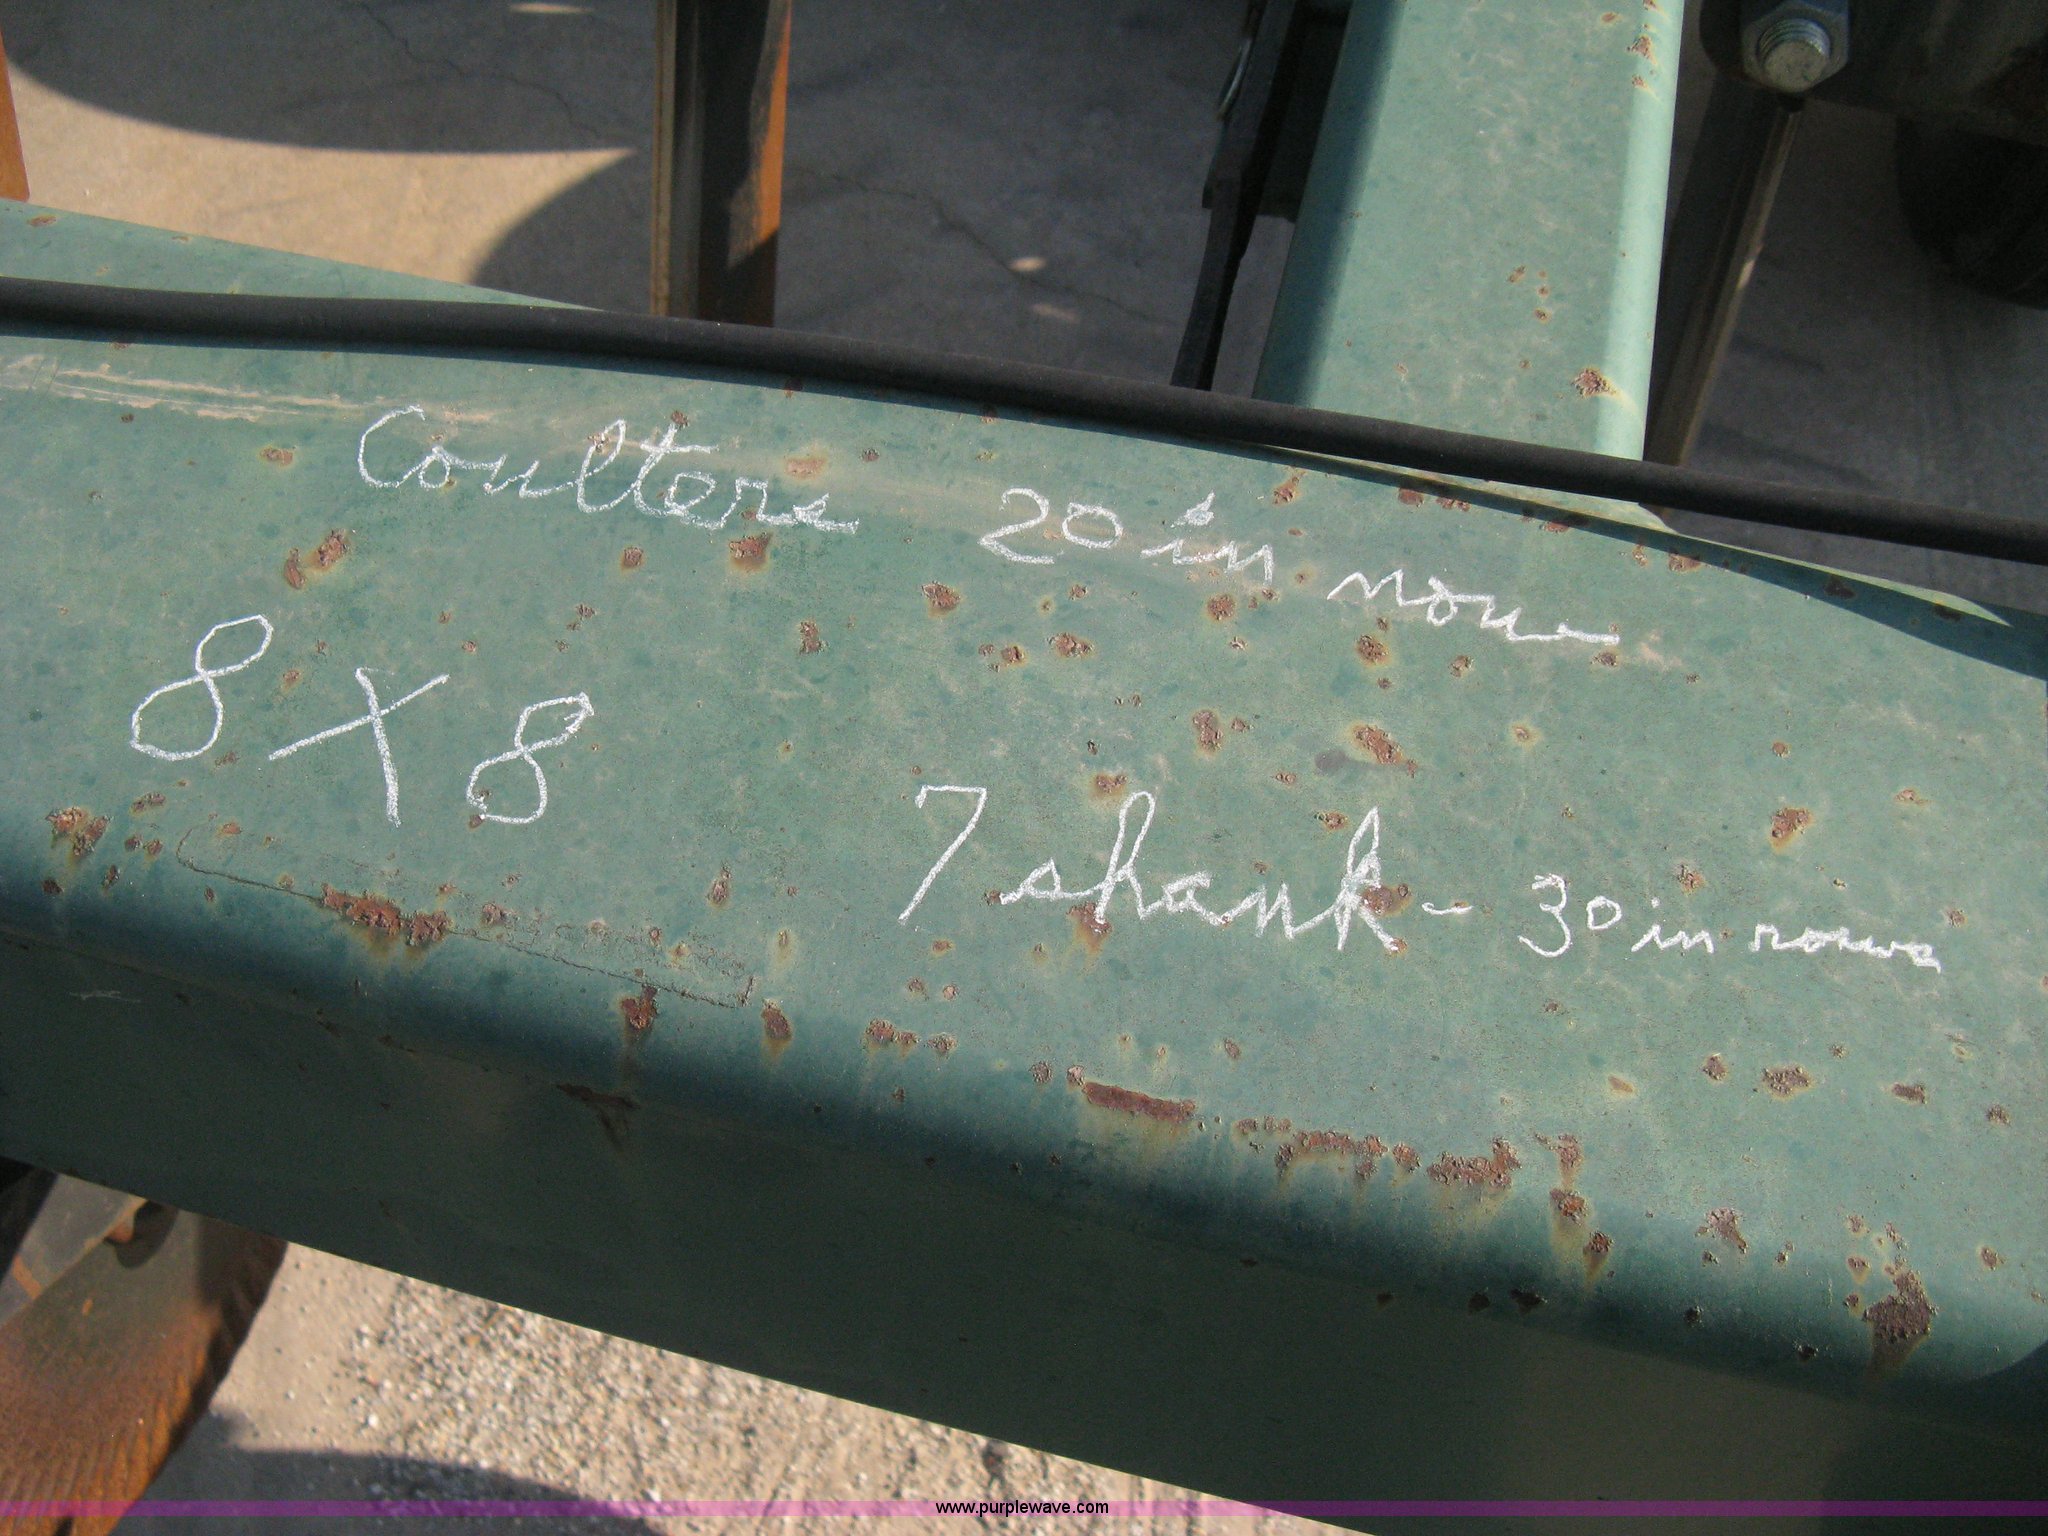 Coulters 20 in rows
8 X 8
7 shank - 30 in rows
www.purplewave.com